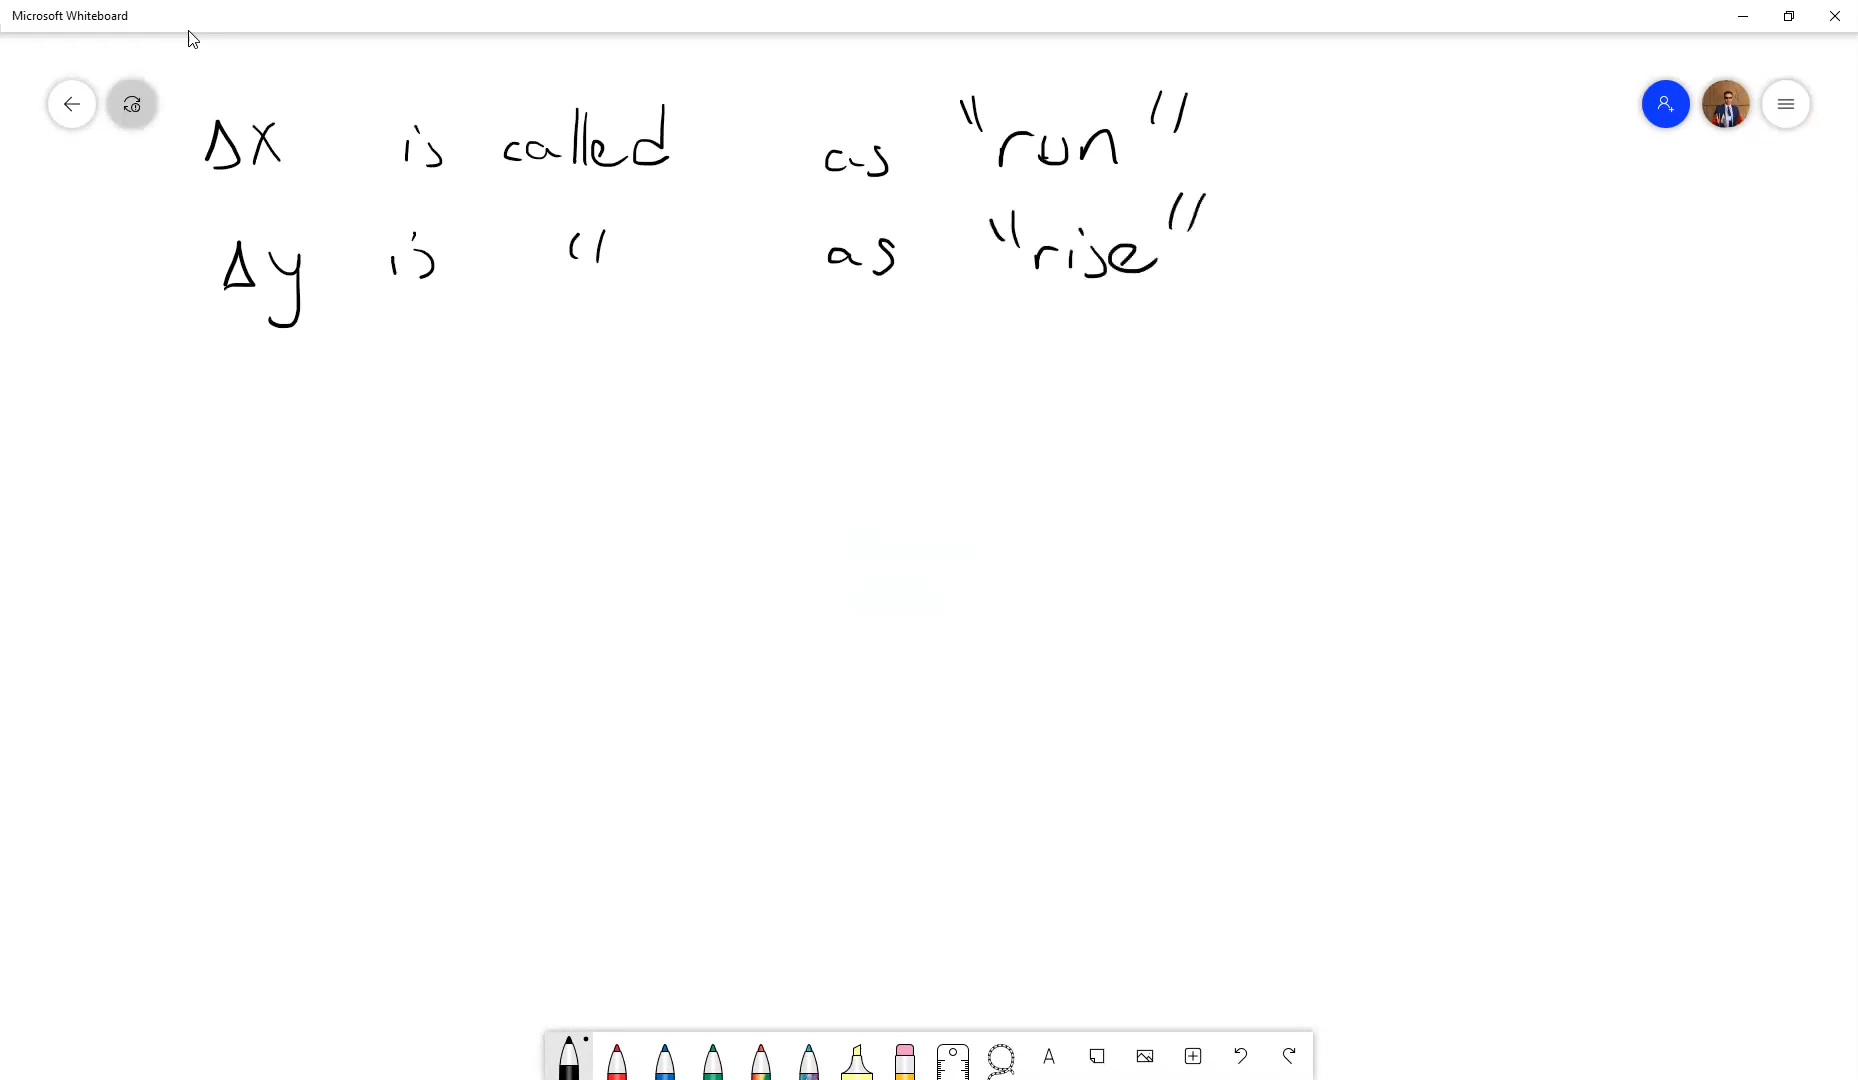 Microsoft Whiteboard
Δx is called as "run"
Δy is " as "rise"
A